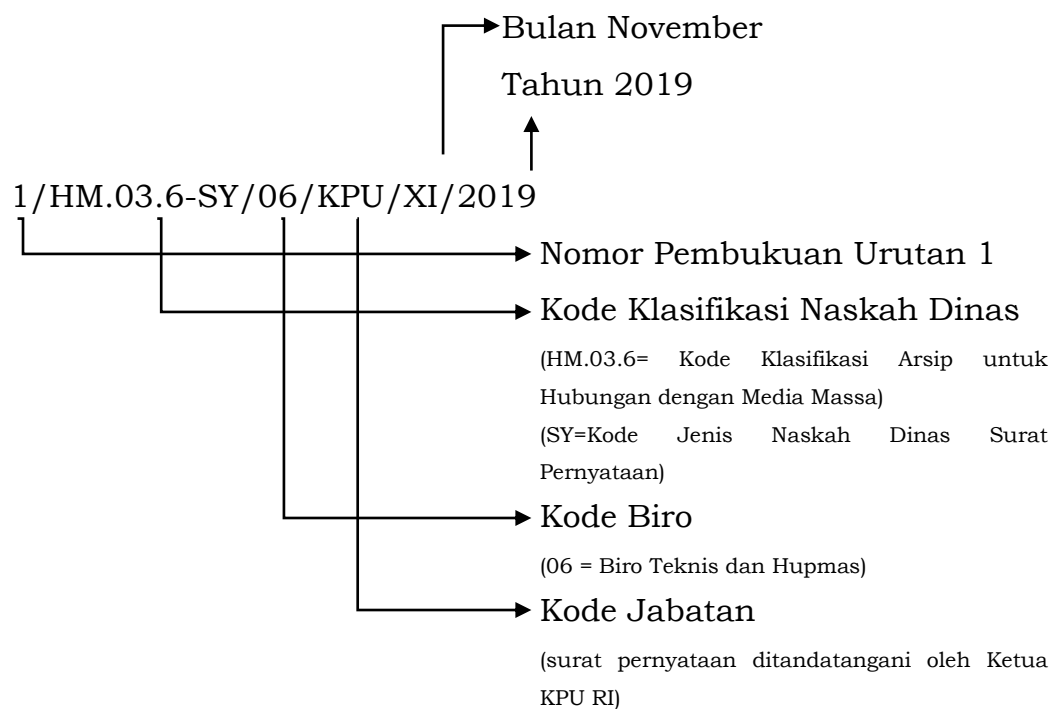 Bulan November
Tahun 2019
1/HM.03.6-SY/06/KPU/XI/2019
Nomor Pembukuan Urutan 1
Kode Klasifikasi Naskah Dinas
(HM.03.6= Kode Klasifikasi Arsip untuk
Hubungan dengan Media Massa)
(SY=Kode Jenis Naskah Dinas Surat
Pernyataan)
Kode Biro
(06 = Biro Teknis dan Hupmas)
Kode Jabatan
(surat pernyataan ditandatangani oleh Ketua
KPU RI)